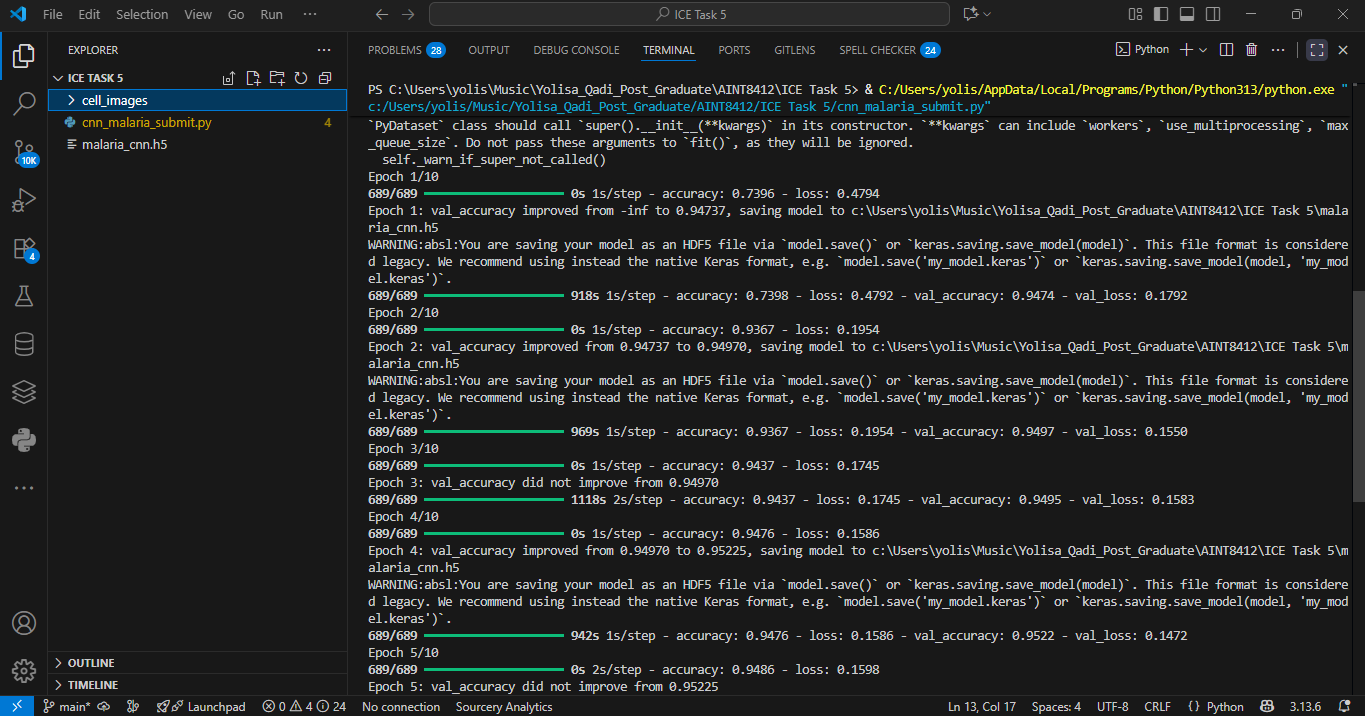 File Edit Selection View Go Run ··· ICE Task 5
EXPLORER ···
ICE TASK 5
cell_images
cnn_malaria_submit.py 4
malaria_cnn.h5
OUTLINE
TIMELINE
10K
4
PROBLEMS 28 OUTPUT DEBUG CONSOLE TERMINAL PORTS GITLENS SPELL CHECKER 24 Python ···
PS C:\Users\yolis\Music\Yolisa_Qadi_Post_Graduate\AINT8412\ICE Task 5> & C:/Users/yolis/AppData/Local/Programs/Python/Python313/python.exe "
c:/Users/yolis/Music/Yolisa_Qadi_Post_Graduate/AINT8412/ICE Task 5/cnn_malaria_submit.py"
`PyDataset` class should call `super().__init__(**kwargs)` in its constructor. `**kwargs` can include `workers`, `use_multiprocessing`, `max
_queue_size`. Do not pass these arguments to `fit()`, as they will be ignored.
self._warn_if_super_not_called()
Epoch 1/10
689/689 0s 1s/step - accuracy: 0.7396 - loss: 0.4794
Epoch 1: val_accuracy improved from -inf to 0.94737, saving model to c:\Users\yolis\Music\Yolisa_Qadi_Post_Graduate\AINT8412\ICE Task 5\mala
ria_cnn.h5
WARNING:absl:You are saving your model as an HDF5 file via `model.save()` or `keras.saving.save_model(model)`. This file format is considere
d legacy. We recommend using instead the native Keras format, e.g. `model.save('my_model.keras')` or `keras.saving.save_model(model, 'my_mod
el.keras')`.
689/689 918s 1s/step - accuracy: 0.7398 - loss: 0.4792 - val_accuracy: 0.9474 - val_loss: 0.1792
Epoch 2/10
689/689 0s 1s/step - accuracy: 0.9367 - loss: 0.1954
Epoch 2: val_accuracy improved from 0.94737 to 0.94970, saving model to c:\Users\yolis\Music\Yolisa_Qadi_Post_Graduate\AINT8412\ICE Task 5\m
alaria_cnn.h5
WARNING:absl:You are saving your model as an HDF5 file via `model.save()` or `keras.saving.save_model(model)`. This file format is considere
d legacy. We recommend using instead the native Keras format, e.g. `model.save('my_model.keras')` or `keras.saving.save_model(model, 'my_mod
el.keras')`.
689/689 969s 1s/step - accuracy: 0.9367 - loss: 0.1954 - val_accuracy: 0.9497 - val_loss: 0.1550
Epoch 3/10
689/689 0s 1s/step - accuracy: 0.9437 - loss: 0.1745
Epoch 3: val_accuracy did not improve from 0.94970
689/689 1118s 2s/step - accuracy: 0.9437 - loss: 0.1745 - val_accuracy: 0.9495 - val_loss: 0.1583
Epoch 4/10
689/689 0s 1s/step - accuracy: 0.9476 - loss: 0.1586
Epoch 4: val_accuracy improved from 0.94970 to 0.95225, saving model to c:\Users\yolis\Music\Yolisa_Qadi_Post_Graduate\AINT8412\ICE Task 5\m
alaria_cnn.h5
WARNING:absl:You are saving your model as an HDF5 file via `model.save()` or `keras.saving.save_model(model)`. This file format is considere
d legacy. We recommend using instead the native Keras format, e.g. `model.save('my_model.keras')` or `keras.saving.save_model(model, 'my_mod
el.keras')`.
689/689 942s 1s/step - accuracy: 0.9476 - loss: 0.1586 - val_accuracy: 0.9522 - val_loss: 0.1472
Epoch 5/10
689/689 0s 2s/step - accuracy: 0.9486 - loss: 0.1598
Epoch 5: val_accuracy did not improve from 0.95225
main* Launchpad 0 4 24 No connection Sourcery Analytics Ln 13, Col 17 Spaces: 4 UTF-8 CRLF {} Python 3.13.6